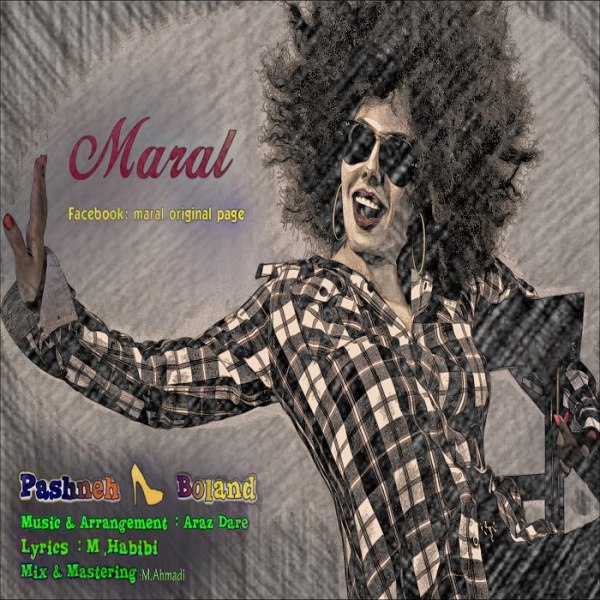 Maral
Facebook: maral original page
Pashneh Boland
Music & Arrangement : Araz Dare
Lyrics : M .Habibi
Mix & Mastering :M.Ahmadi